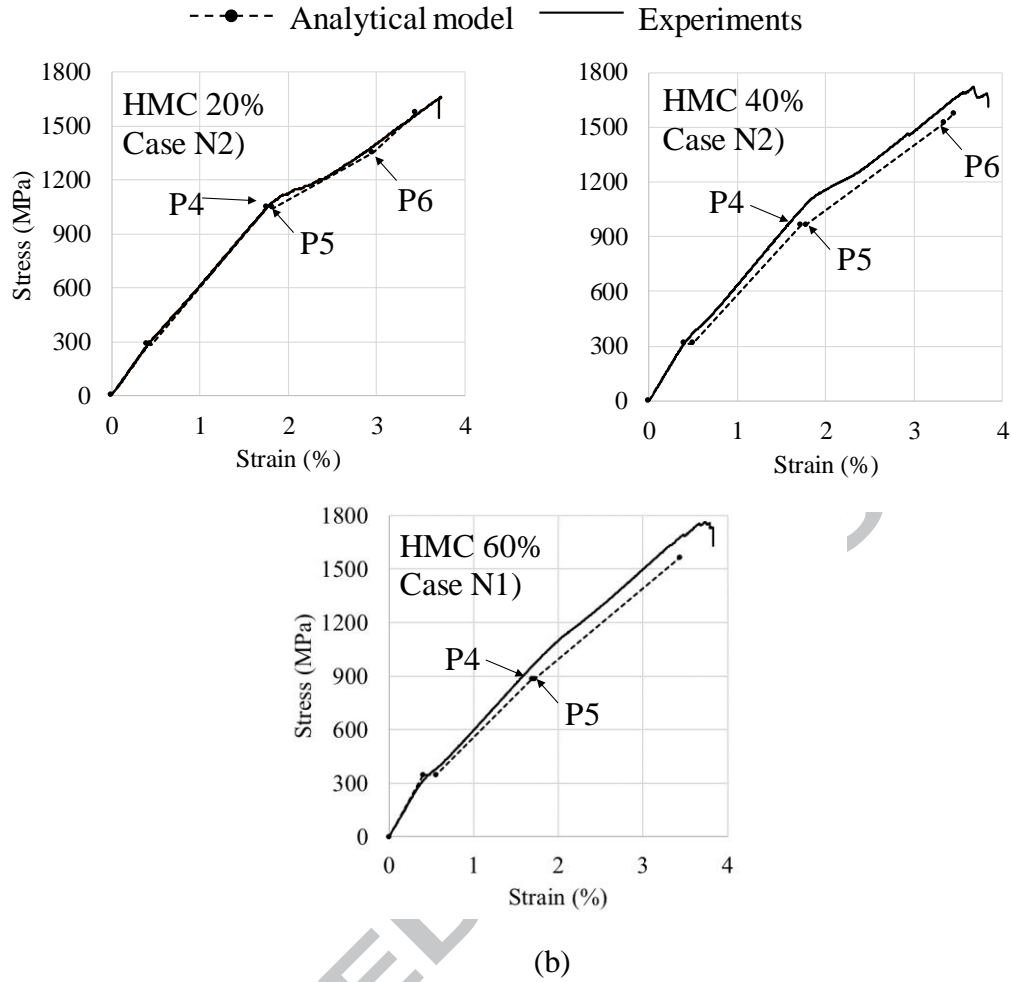 Analytical model Experiments
1800
1500
1200
900
600
300
0
Stress (MPa)
HMC 20%
Case N2)
P4
P5
P6
0 1 2 3 4
Strain (%)
1800
1500
1200
900
600
300
0
HMC 40%
Case N2)
P4
P5
P6
0 1 2 3 4
Strain (%)
1800
1500
1200
900
600
300
0
Stress (MPa)
HMC 60%
Case N1)
P4
P5
0 1 2 3 4
Strain (%)
(b)